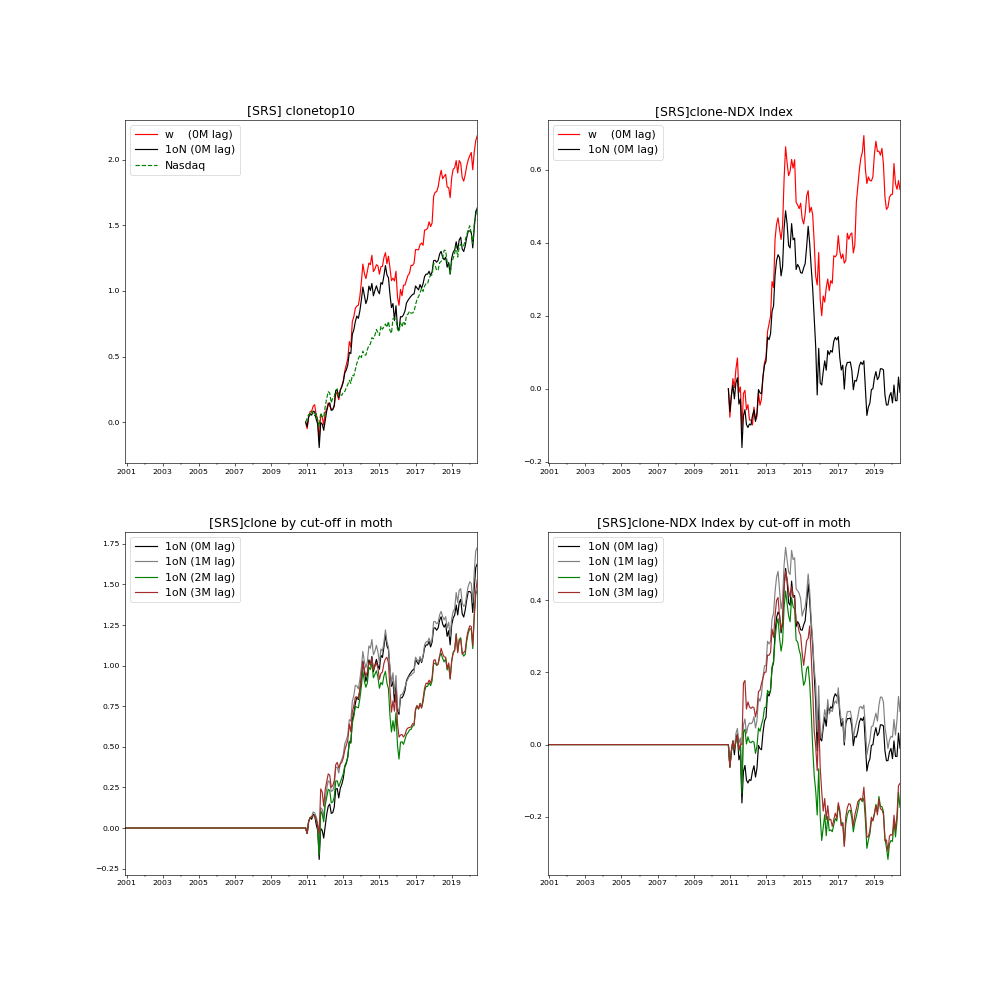 [SRS] clonetop10
w    (0M lag)
1oN (0M lag)
Nasdaq
2.0
1.5
1.0
0.5
0.0
2001 2003 2005 2007 2009 2011 2013 2015 2017 2019
[SRS]clone-NDX Index
w    (0M lag)
1oN (0M lag)
0.6
0.4
0.2
0.0
−0.2
2001 2003 2005 2007 2009 2011 2013 2015 2017 2019
[SRS]clone by cut-off in moth
1oN (0M lag)
1oN (1M lag)
1oN (2M lag)
1oN (3M lag)
1.75
1.50
1.25
1.00
0.75
0.50
0.25
0.00
−0.25
2001 2003 2005 2007 2009 2011 2013 2015 2017 2019
[SRS]clone-NDX Index by cut-off in moth
1oN (0M lag)
1oN (1M lag)
1oN (2M lag)
1oN (3M lag)
0.4
0.2
0.0
−0.2
2001 2003 2005 2007 2009 2011 2013 2015 2017 2019